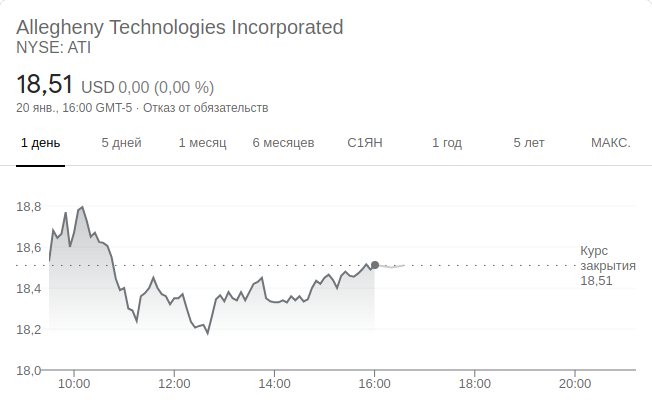 Allegheny Technologies Incorporated
NYSE: ATI
18,51 USD 0,00 (0,00 %)
20 янв., 16:00 GMT-5 · Отказ от обязательств
1 день 5 дней 1 месяц 6 месяцев С1ЯН 1 год 5 лет МАКС.
18,8
18,6
Курс
закрытия
18,51
18,4
18,2
18,0
10:00 12:00 14:00 16:00 18:00 20:00